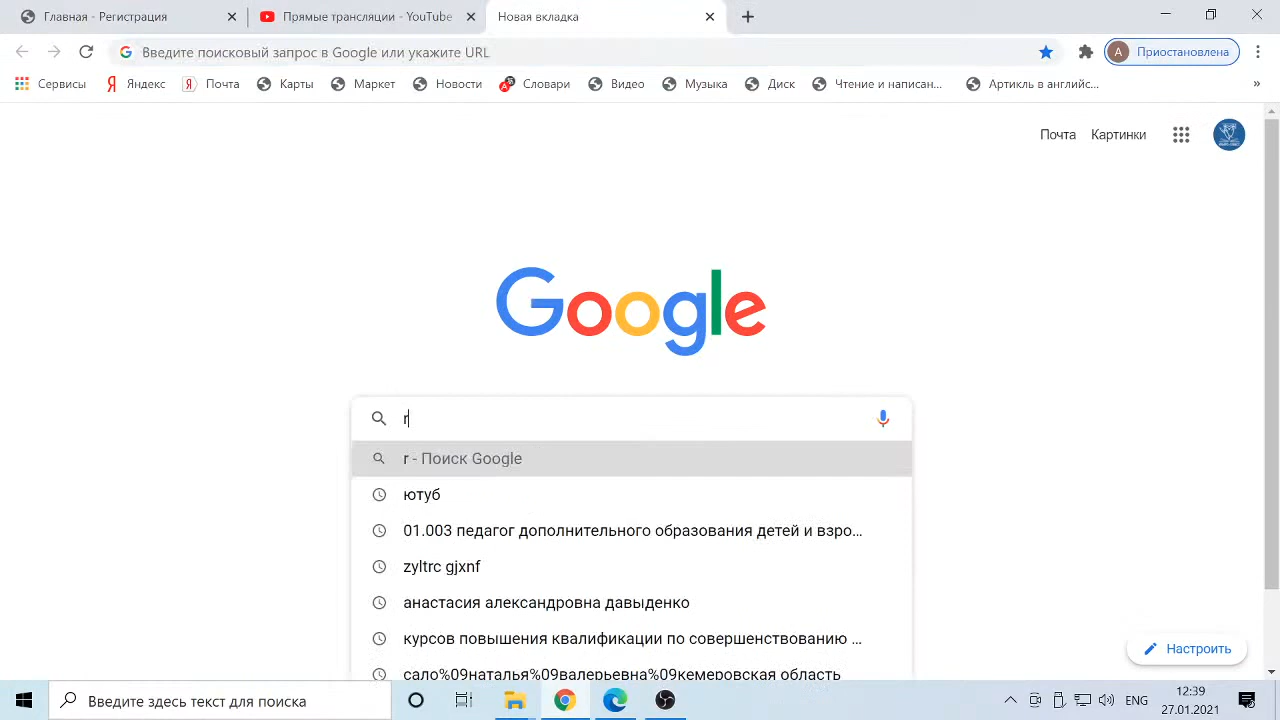 Главная - Регистрация
Прямые трансляции - YouTube
Новая вкладка
Введите поисковый запрос в Google или укажите URL
А Приостановлена
Сервисы
Яндекс
Почта
Карты
Маркет
Новости
Словари
Видео
Музыка
Диск
Чтение и написан...
Артикль в английс...
»
Почта
Картинки
Google
r
r - Поиск Google
ютуб
01.003 педагог дополнительного образования детей и взро...
zyltrc gjxnf
анастасия александровна давыденко
курсов повышения квалификации по совершенствованию ...
сало%09наталья%09валерьевна%09кемеровская область
Настроить
Введите здесь текст для поиска
ENG
12:39
27.01.2021